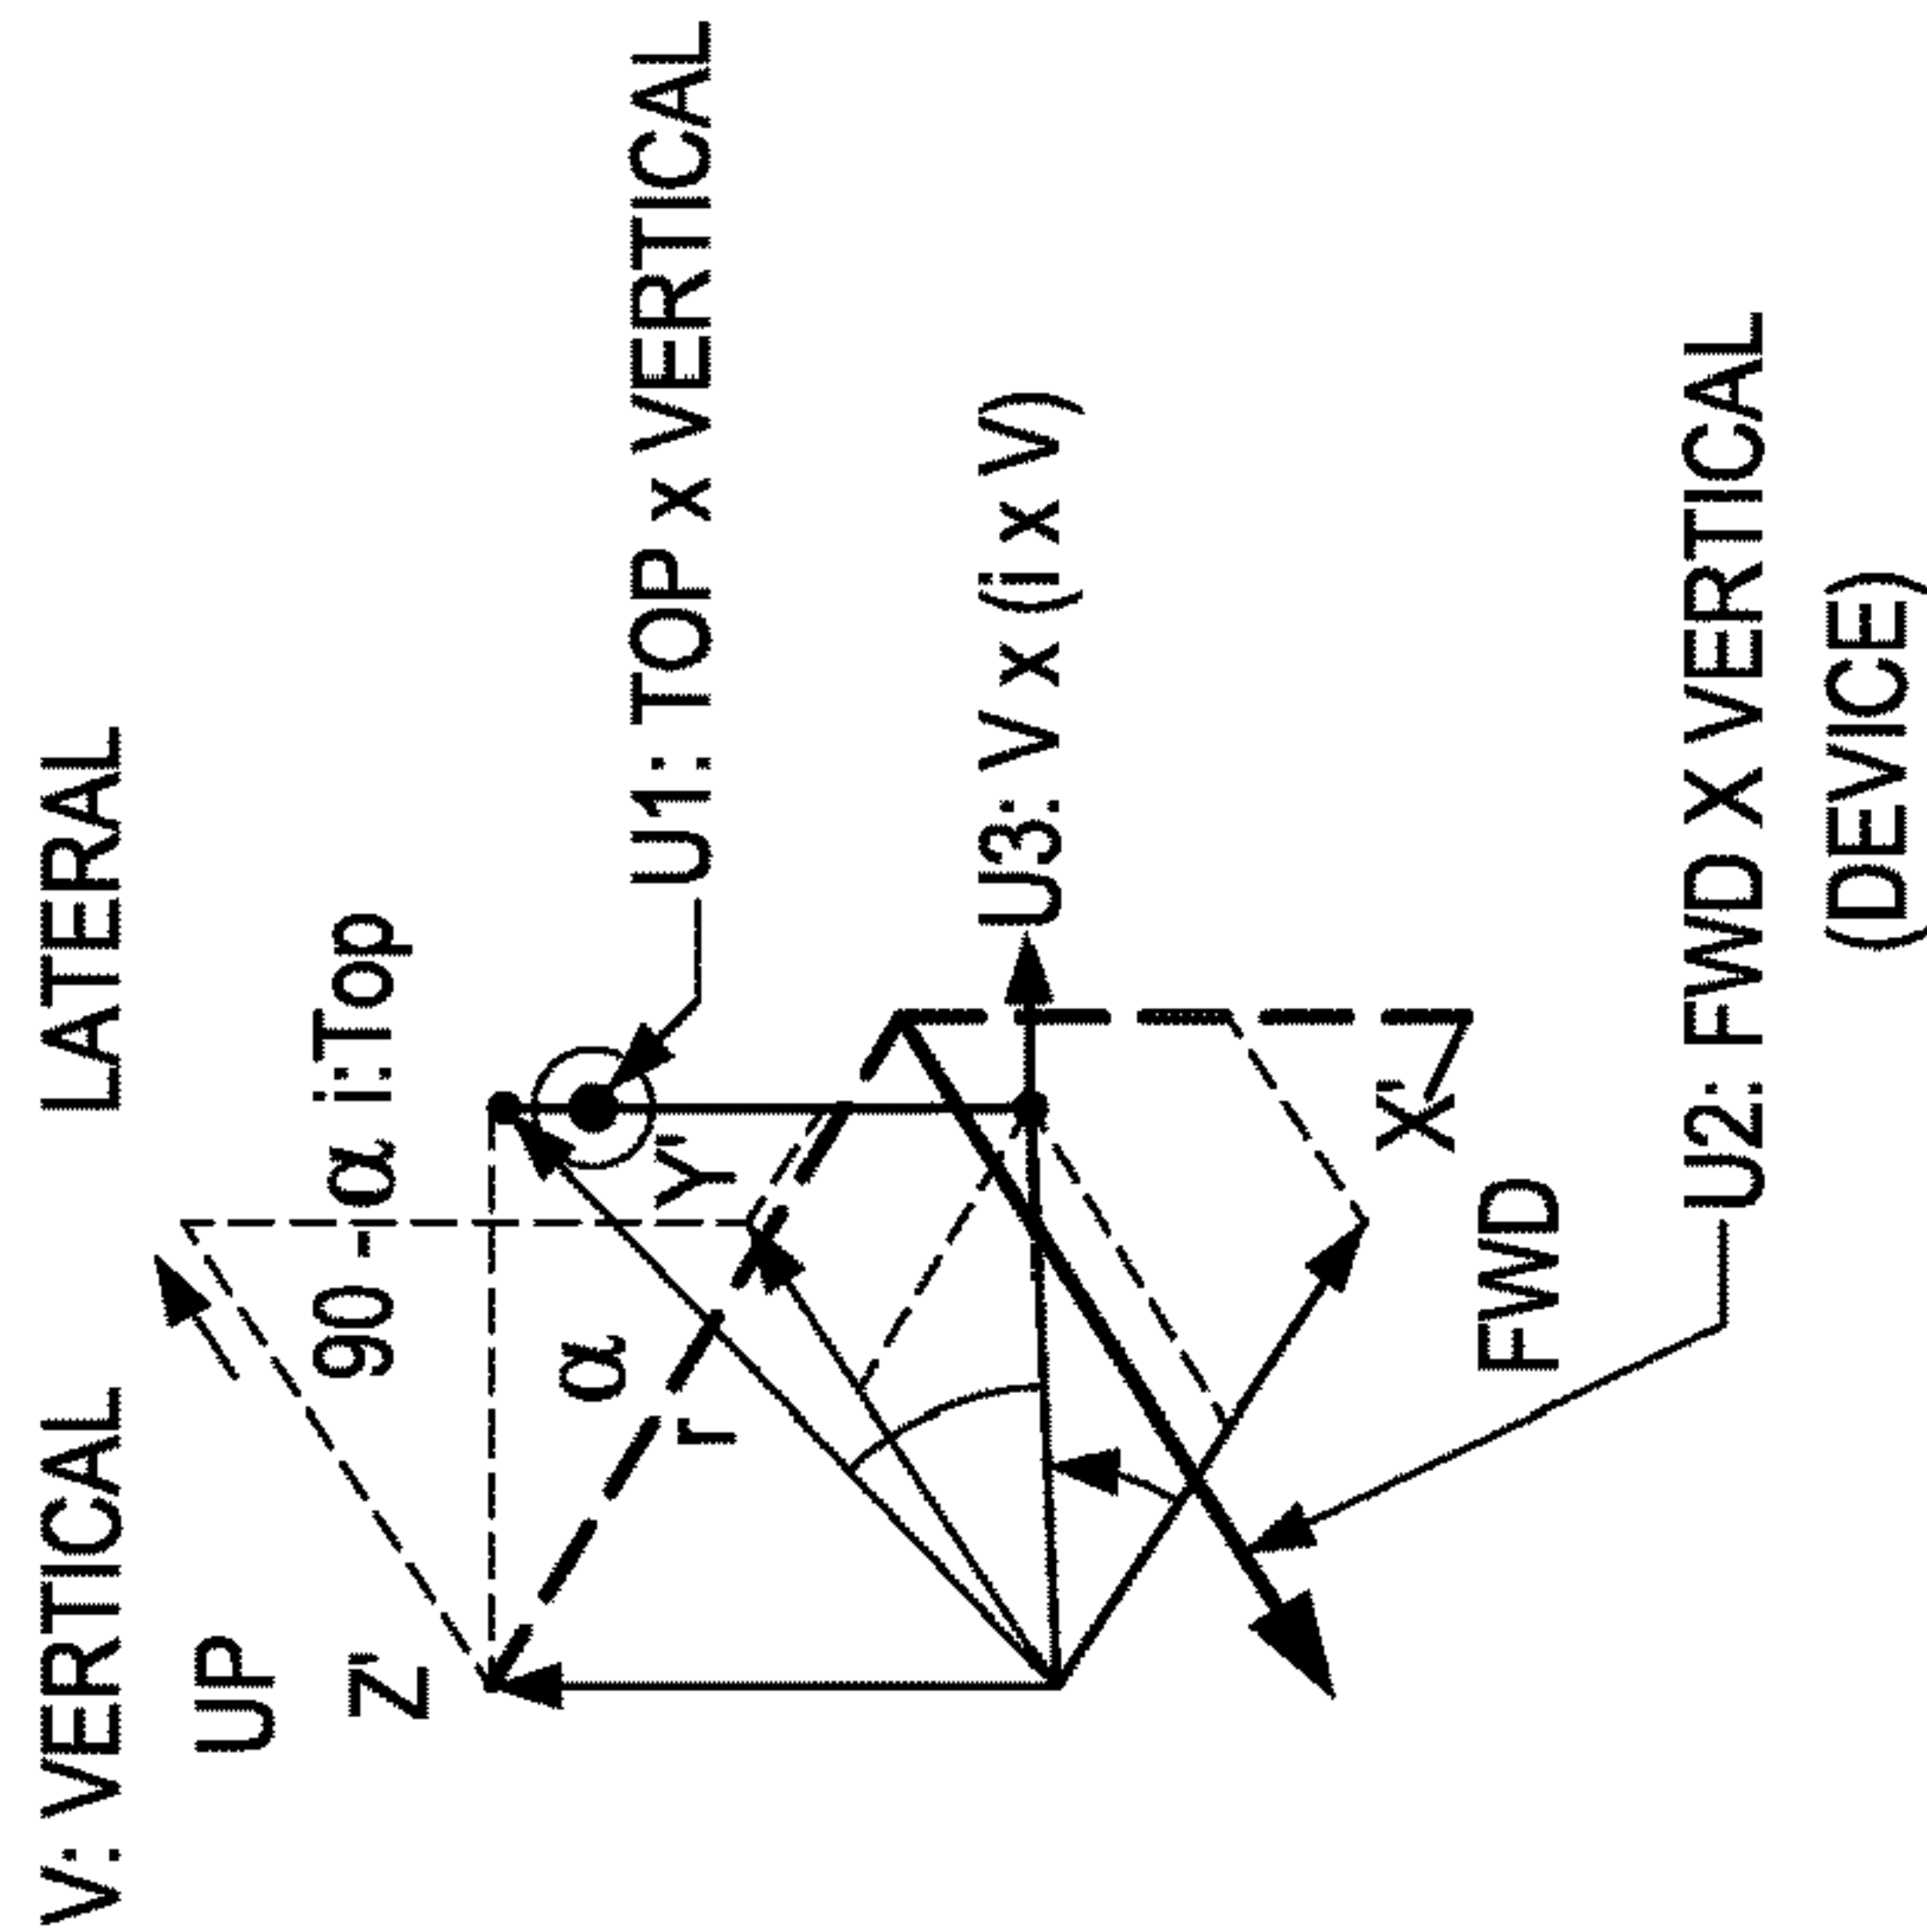 V: VERTICAL
LATERAL
UP
Z'
90 - α
i:Top
α
r
Y'
U1: TOP x VERTICAL
U3: V x (i x V)
X'
FWD
U2: FWD X VERTICAL
(DEVICE)